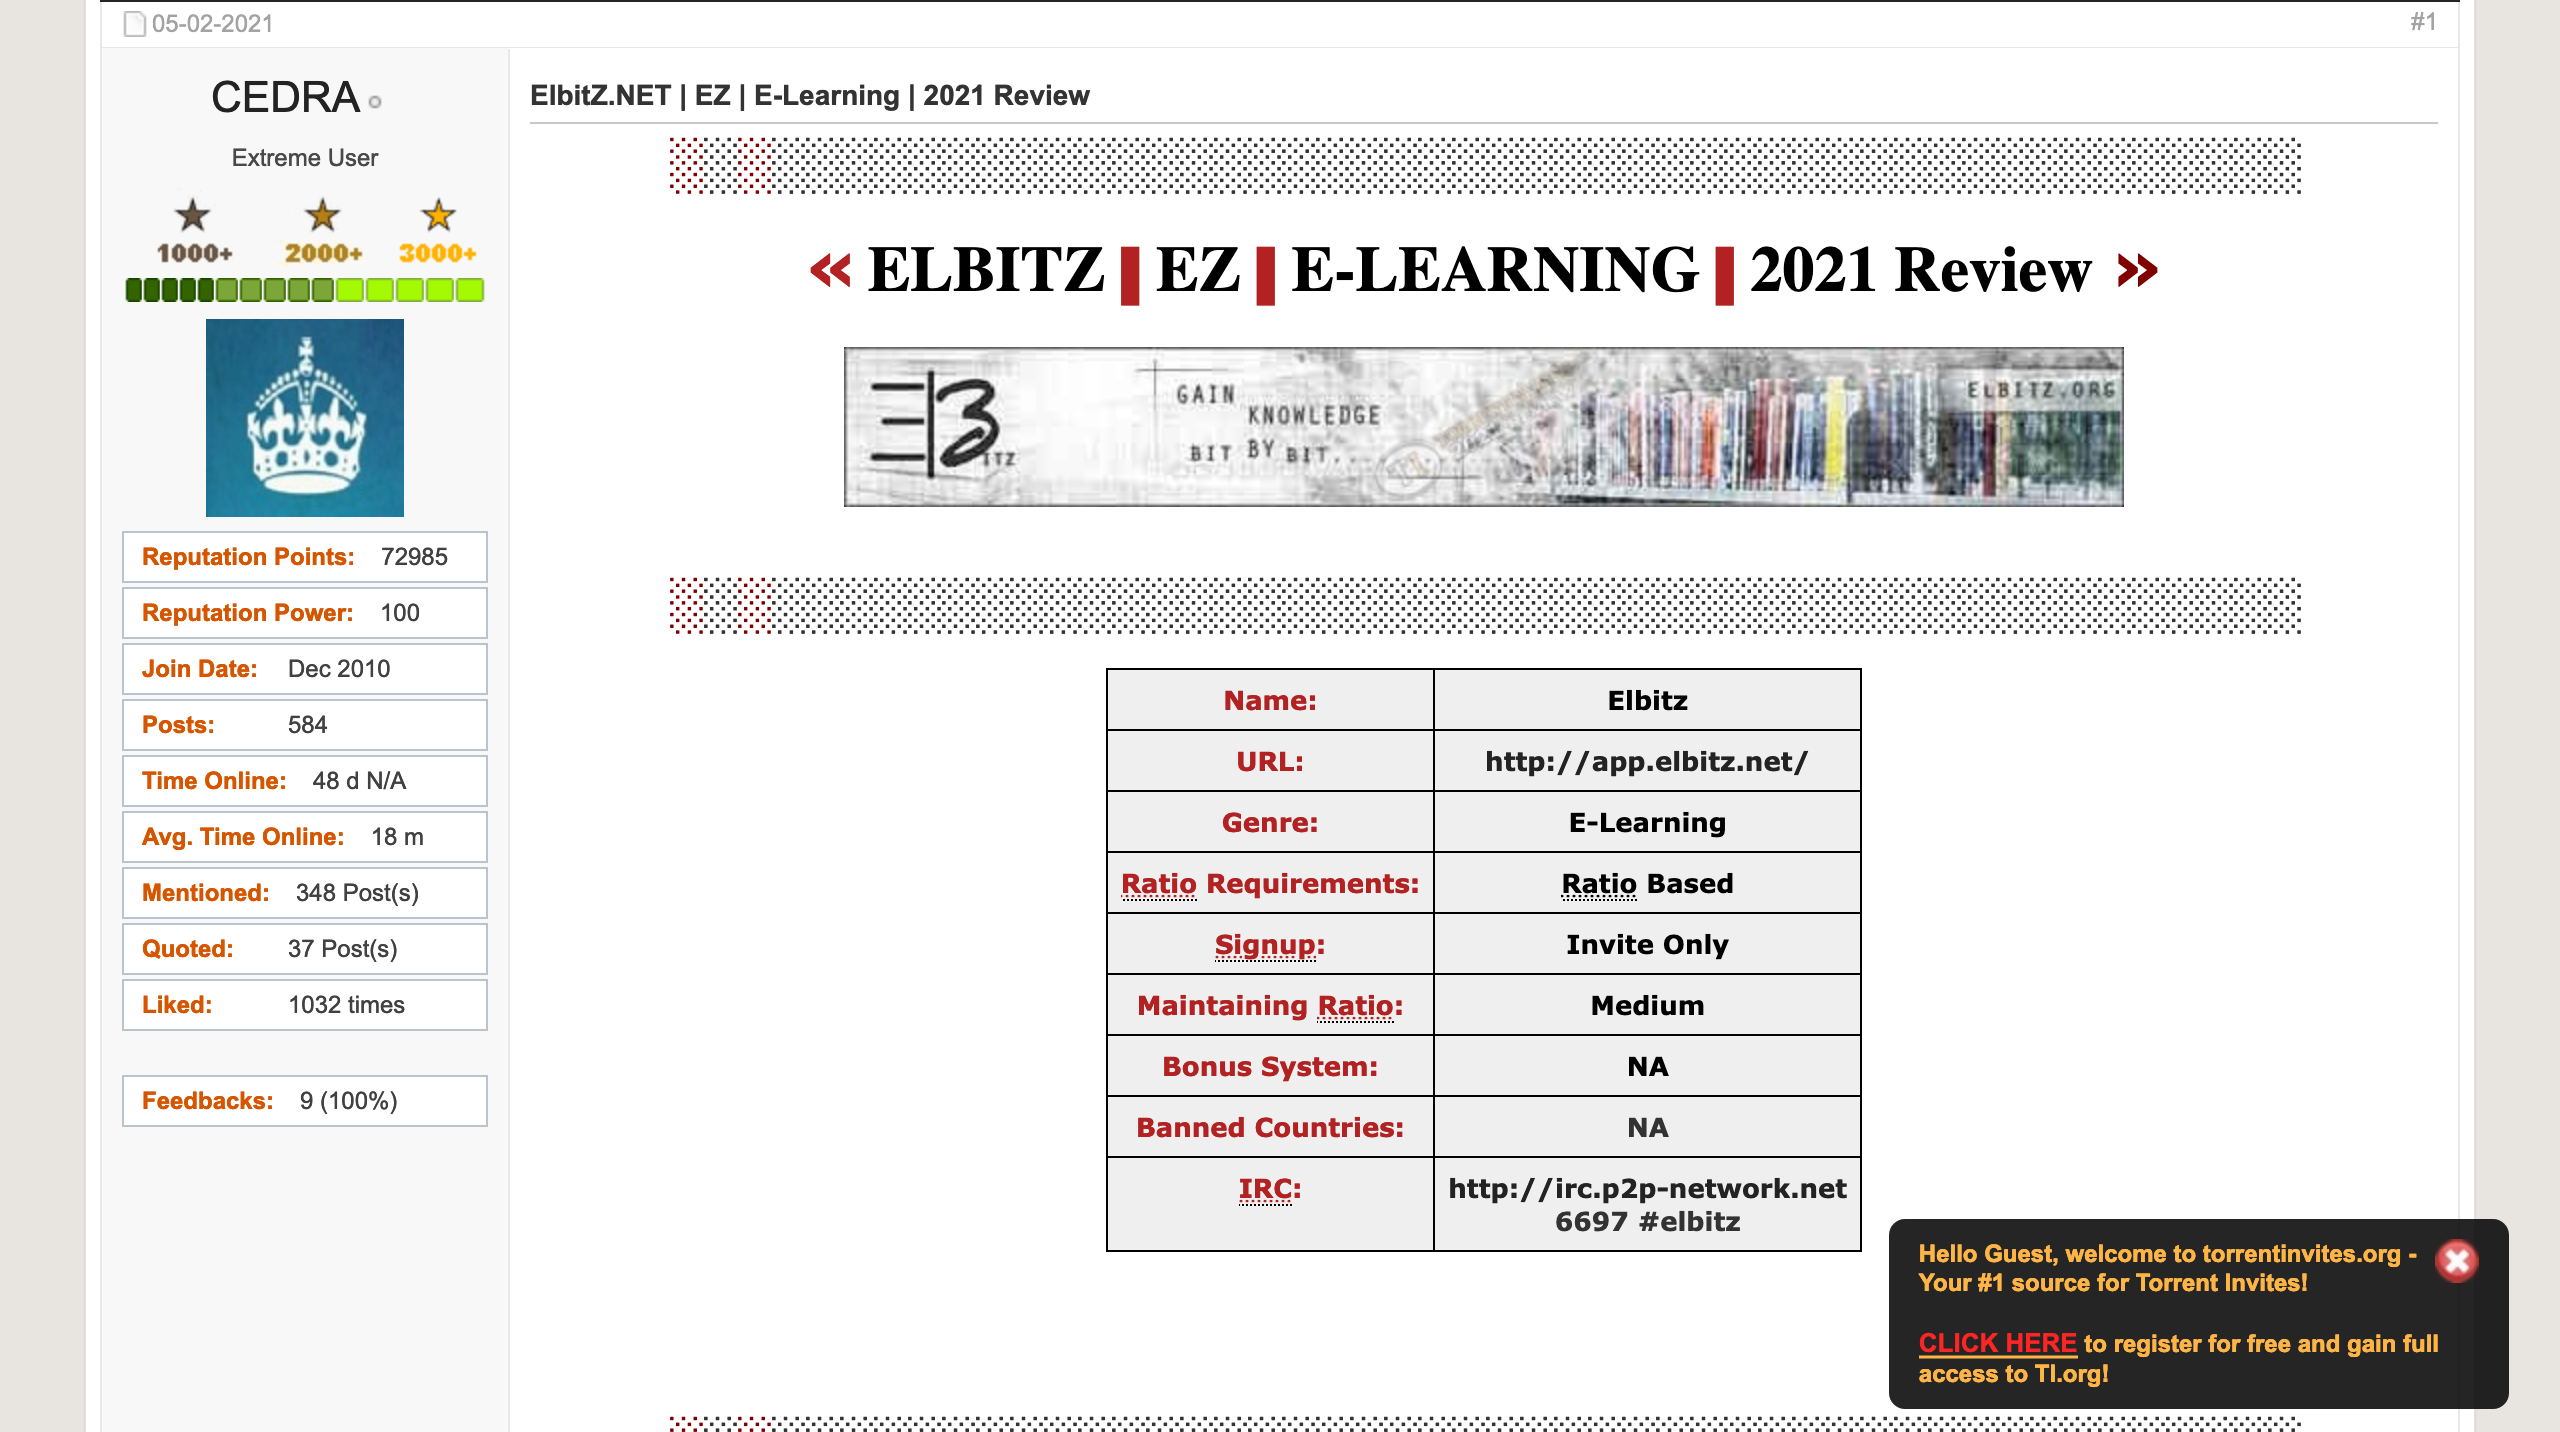 05-02-2021
#1
CEDRA
Extreme User
1000+ 2000+ 3000+
Reputation Points: 72985
Reputation Power: 100
Join Date: Dec 2010
Posts: 584
Time Online: 48 d N/A
Avg. Time Online: 18 m
Mentioned: 348 Post(s)
Quoted: 37 Post(s)
Liked: 1032 times
Feedbacks: 9 (100%)
ElbitZ.NET | EZ | E-Learning | 2021 Review
« ELBITZ | EZ | E-LEARNING | 2021 Review »
ITZ
GAIN
KNOWLEDGE
BIT BY BIT...
ELBITZ.ORG
Name: Elbitz
URL: http://app.elbitz.net/
Genre: E-Learning
Ratio Requirements: Ratio Based
Signup: Invite Only
Maintaining Ratio: Medium
Bonus System: NA
Banned Countries: NA
IRC: http://irc.p2p-network.net
6697 #elbitz
Hello Guest, welcome to torrentinvites.org -
Your #1 source for Torrent Invites!
CLICK HERE to register for free and gain full
access to TI.org!